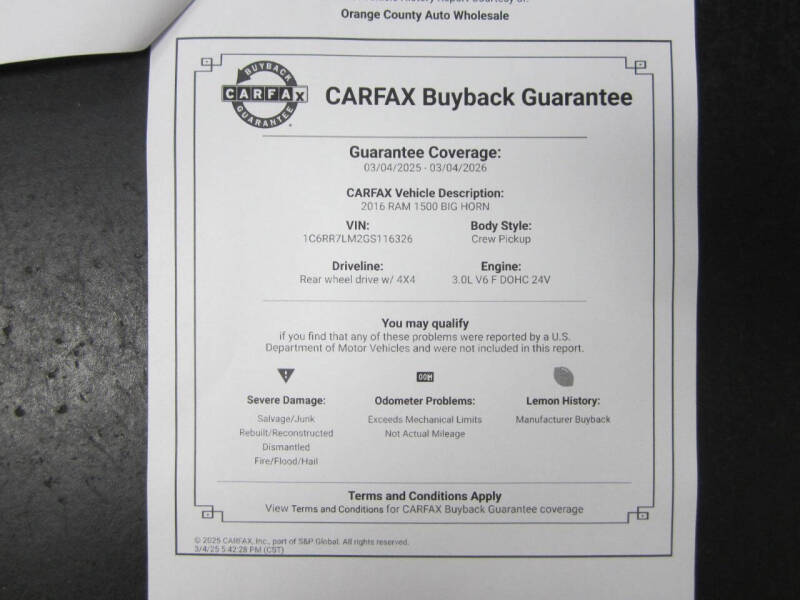 Orange County Auto Wholesale
BUYBACK
CARFAX
GUARANTEE
CARFAX Buyback Guarantee
Guarantee Coverage:
03/04/2025 - 03/04/2026
CARFAX Vehicle Description:
2016 RAM 1500 BIG HORN
VIN: Body Style:
1C6RR7LM2GS116326 Crew Pickup
Driveline: Engine:
Rear wheel drive w/ 4X4 3.0L V6 F DOHC 24V
You may qualify
if you find that any of these problems were reported by a U.S.
Department of Motor Vehicles and were not included in this report.
Severe Damage: Odometer Problems: Lemon History:
Salvage/Junk Exceeds Mechanical Limits Manufacturer Buyback
Rebuilt/Reconstructed Not Actual Mileage
Dismantled
Fire/Flood/Hail
Terms and Conditions Apply
View Terms and Conditions for CARFAX Buyback Guarantee coverage
© 2025 CARFAX, Inc., part of S&P Global. All rights reserved.
3/4/25 5:42:28 PM (CST)